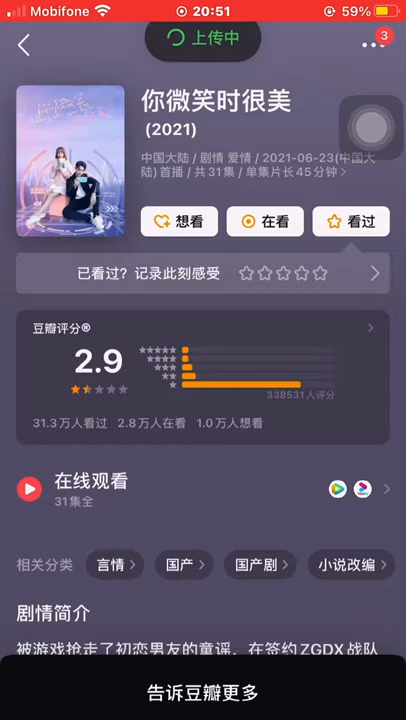 Mobifone 20:51 59%
上传中
3
你微笑时很美
(2021)
中国大陆 / 剧情 爱情 / 2021-06-23(中国大
陆) 首播 / 共31集 / 单集片长45分钟
想看 在看 看过
已看过? 记录此刻感受
豆瓣评分®
2.9
338531人评分
31.3万人看过 2.8万人在看 1.0万人想看
在线观看
31集全
相关分类 言情 国产 国产剧 小说改编
剧情简介
被游戏抢走了初恋男友的童谣，在签约ZGDX战队
告诉豆瓣更多